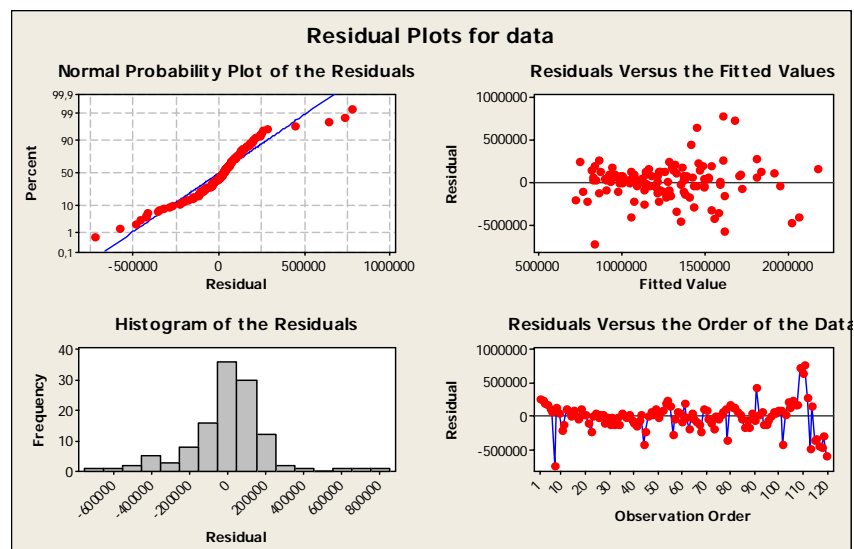 Residual Plots for data
Normal Probability Plot of the Residuals
99,9
99
90
50
10
1
0,1
Percent
-500000 0 500000 1000000
Residual
Residuals Versus the Fitted Values
1000000
500000
0
-500000
Residual
500000 1000000 1500000 2000000
Fitted Value
Histogram of the Residuals
40
30
20
10
0
Frequency
-600000 -400000 -200000 0 200000 400000 600000 800000
Residual
Residuals Versus the Order of the Data
1000000
500000
0
-500000
Residual
1 10 20 30 40 50 60 70 80 90 100 110 120
Observation Order